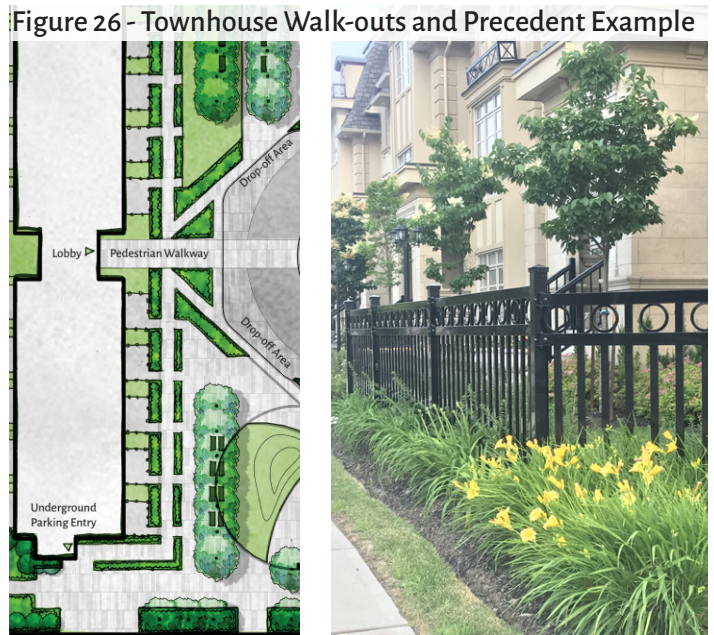 Figure 26 - Townhouse Walk-outs and Precedent Example
Drop-off Area
Lobby
Pedestrian Walkway
Drop-off Area
Underground
Parking Entry